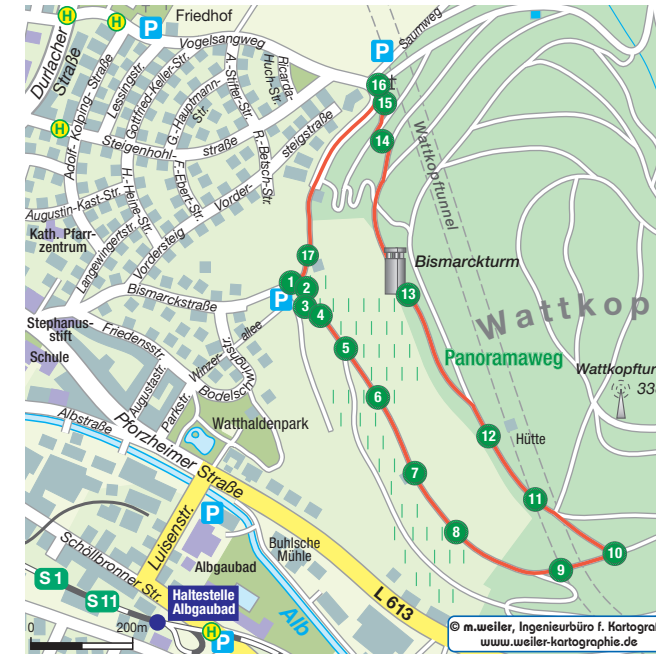 Friedhof
H
H
P
Durlacher
Straße
Vogelsangweg
P
Saumweg
Lessingstr.
Gottfried-Keller-Str.
G.-Hauptmann-
Str.
A.-Stifter-Str.
Ricarda-
Huch-Str.
16
15
14
H
Adolf- Kolping- Straße
Steigenhohl-
straße
R.-Betsch-Str.
steigstraße
Wattkopftunnel
E.-Ebert-Str.
H.-Heine-Str.
Vorder-
Augustin-Kast-Str.
Kath. Pfarr-
zentrum
Langewingertstr.
Vordersteig
17
Bismarckturm
1
2
P
3
4
13
Bismarckstraße
Wattkop
Stephanus-
stift
Schule
Friedensstr.
Winzer-
allee
5
Panoramaweg
Wattkopftur
33
Augustastr.
Parkstr.
Bodelsch
winghstr.
6
Albstraße
Pforzheimer Straße
Watthaldenpark
12
Hütte
7
11
Luisenstr.
P
8
Buhlsche
Mühle
10
9
Schöllbronner Str.
Albgaubad
S 1
S 11
Haltestelle
Albgaubad
L 613
Alb
0
200m
H
P
© m.weiler, Ingenieurbüro f. Kartogra
www.weiler-kartographie.de